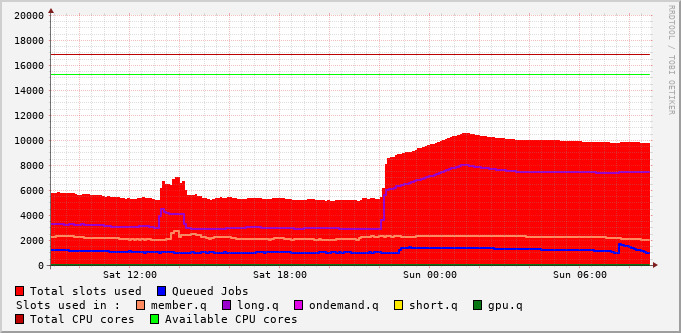 20000
18000
16000
14000
12000
10000
8000
6000
4000
2000
0
Sat 12:00 Sat 18:00 Sun 00:00 Sun 06:00
Total slots used Queued Jobs
Slots used in : member.q long.q ondemand.q short.q gpu.q
Total CPU cores Available CPU cores
RRDTOOL / TOBI OETIKER